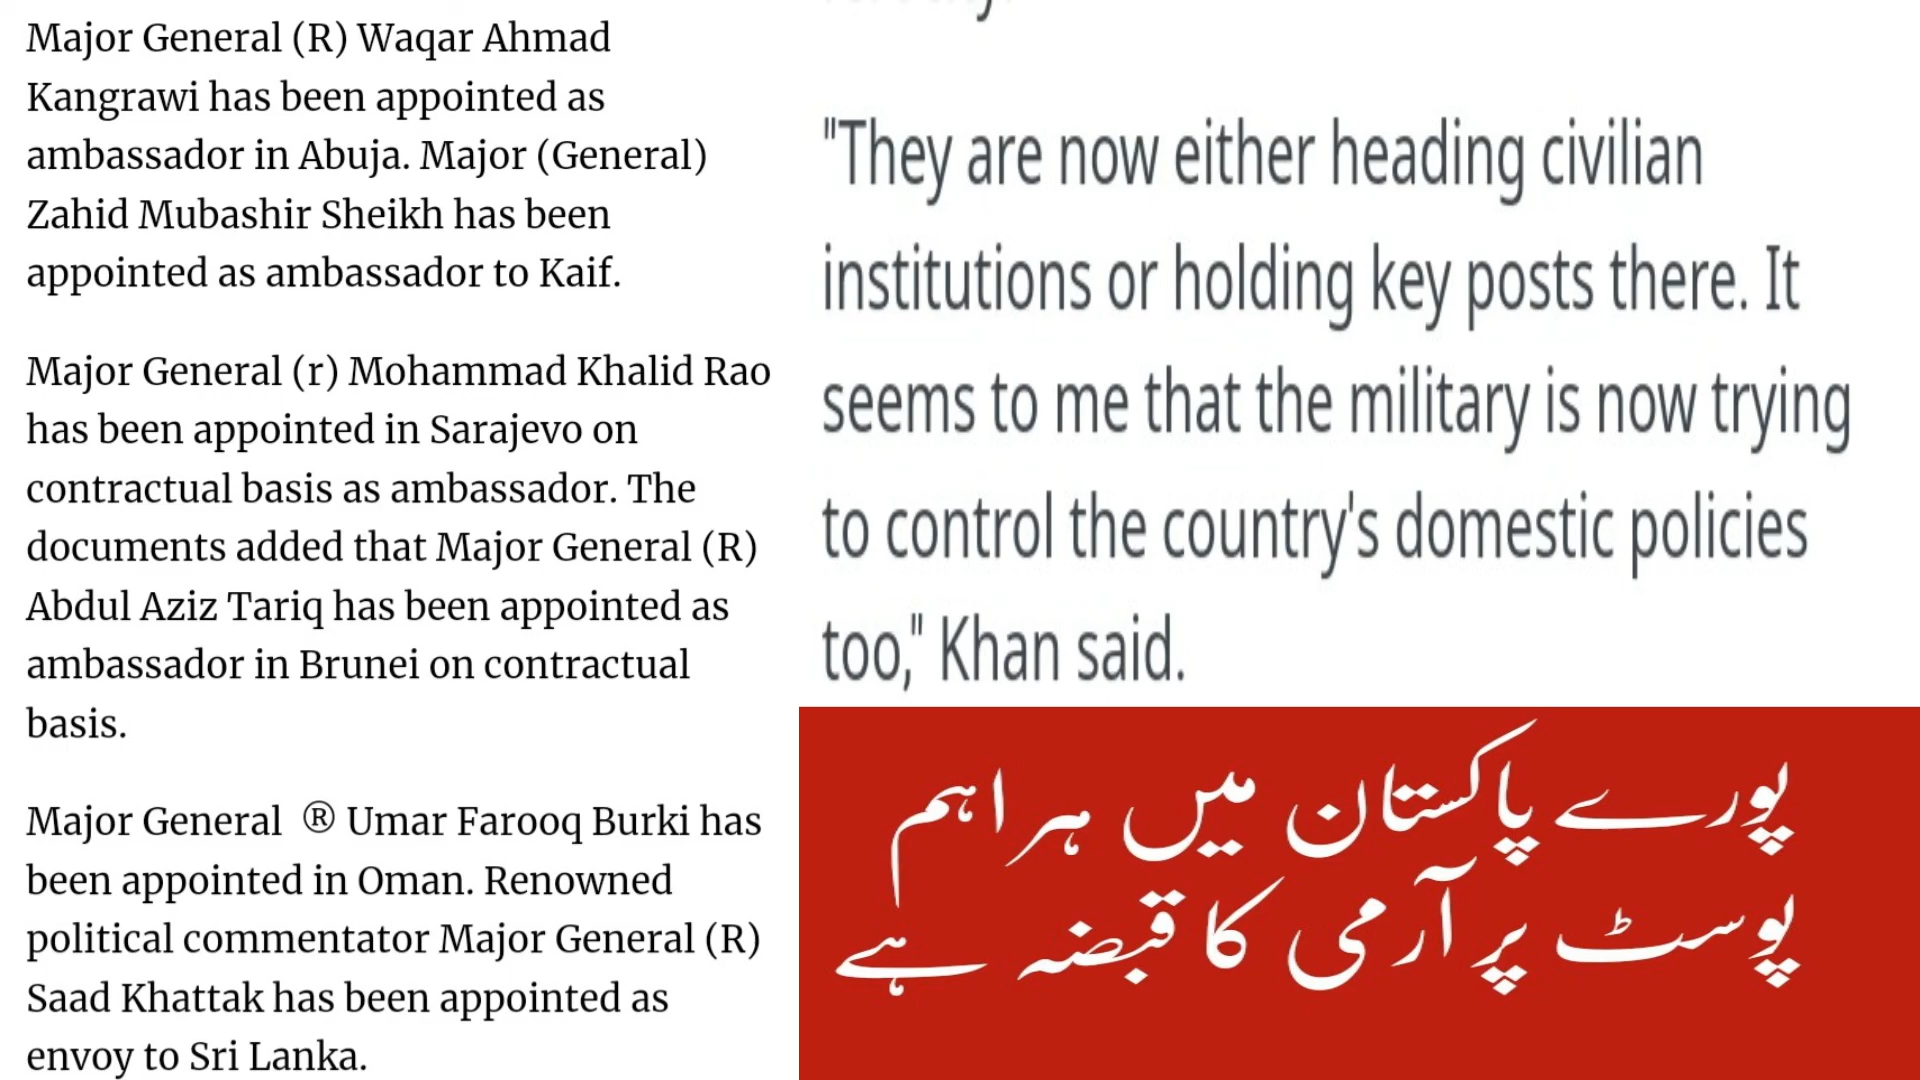 Major General (R) Waqar Ahmad
Kangrawi has been appointed as
ambassador in Abuja. Major (General)
Zahid Mubashir Sheikh has been
appointed as ambassador to Kaif.
Major General (r) Mohammad Khalid Rao
has been appointed in Sarajevo on
contractual basis as ambassador. The
documents added that Major General (R)
Abdul Aziz Tariq has been appointed as
ambassador in Brunei on contractual
basis.
Major General ® Umar Farooq Burki has
been appointed in Oman. Renowned
political commentator Major General (R)
Saad Khattak has been appointed as
envoy to Sri Lanka.
"They are now either heading civilian
institutions or holding key posts there. It
seems to me that the military is now trying
to control the country's domestic policies
too," Khan said.
پورے پاکستان میں ہر اہم
پوسٹ پر آرمی کا قبضہ ہے